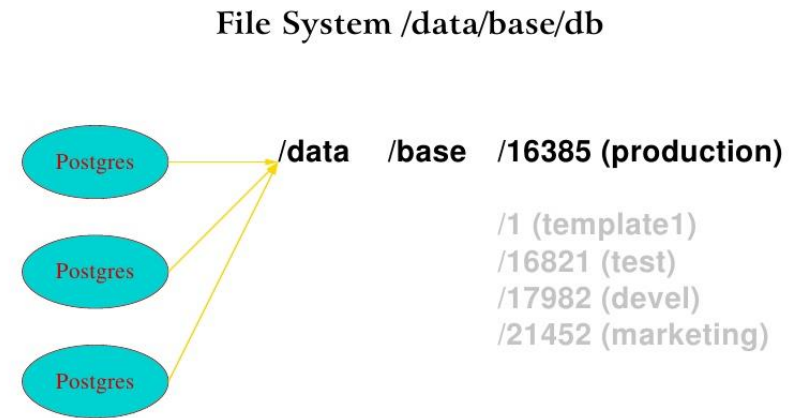 File System /data/base/db
Postgres /data /base /16385 (production)
/1 (template1)
Postgres /16821 (test)
/17982 (devel)
/21452 (marketing)
Postgres